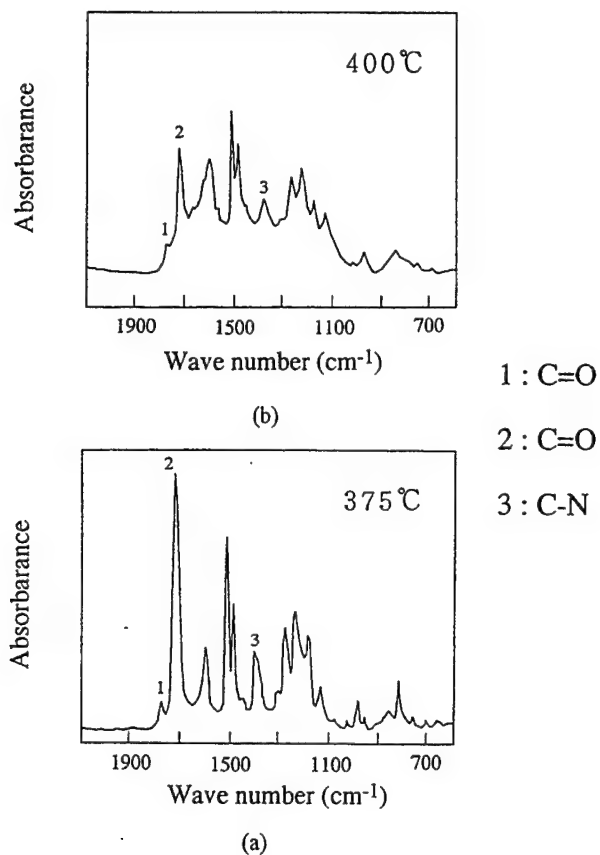 400℃
Absorbarance
2
3
1
1900 1500 1100 700
Wave number (cm-1)
(b)
1 : C=O
2 : C=O
3 : C-N
2
375℃
Absorbarance
3
1
1900 1500 1100 700
Wave number (cm-1)
(a)